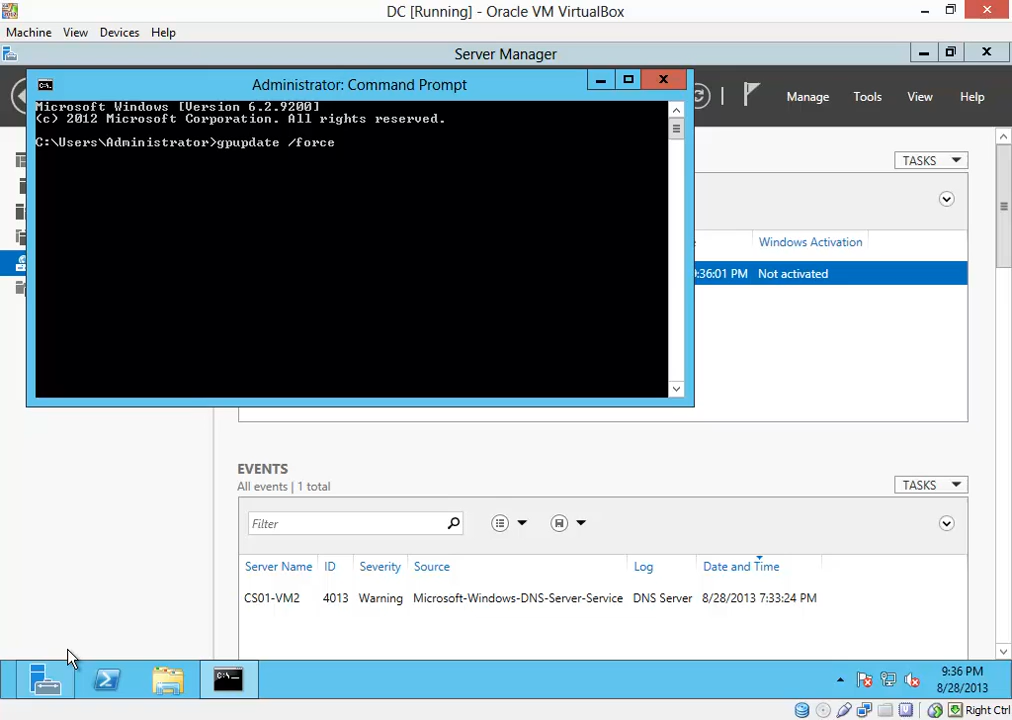 DC [Running] - Oracle VM VirtualBox
Machine View Devices Help
Server Manager
Administrator: Command Prompt
Manage Tools View Help
Microsoft Windows [Version 6.2.9200]
(c) 2012 Microsoft Corporation. All rights reserved.
C:\Users\Administrator>gpupdate /force
TASKS
Windows Activation
9:36:01 PM Not activated
EVENTS
All events | 1 total
TASKS
Filter
Server Name ID Severity Source Log Date and Time
CS01-VM2 4013 Warning Microsoft-Windows-DNS-Server-Service DNS Server 8/28/2013 7:33:24 PM
9:36 PM
8/28/2013
Right Ctrl